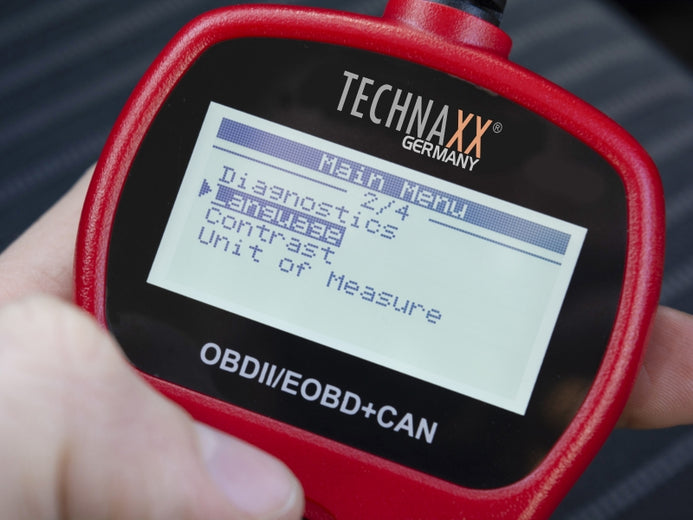 TECHNAXX®
GERMANY
Main Menu
2/4
Diagnostics
Language
Contrast
Unit of Measure
OBDII/EOBD+CAN